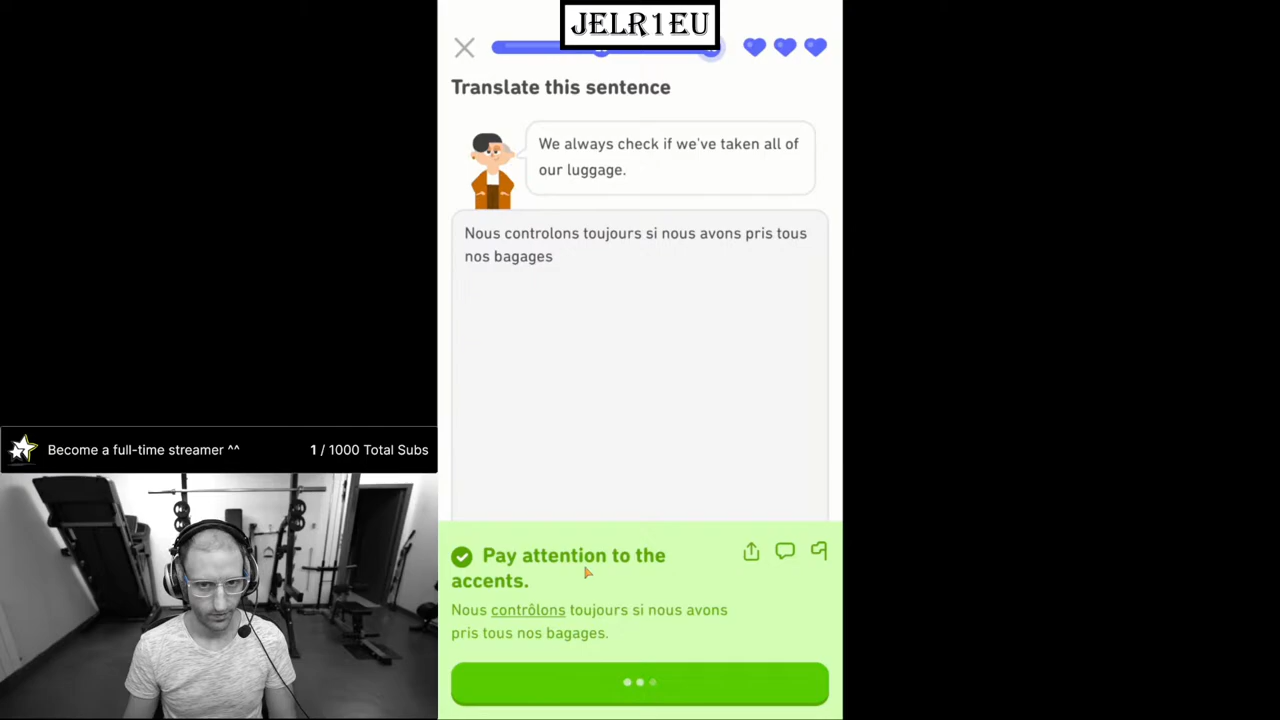 JELR1EU
Translate this sentence
We always check if we've taken all of
our luggage.
Nous controlons toujours si nous avons pris tous
nos bagages
Become a full-time streamer ^^ 1 / 1000 Total Subs
Pay attention to the
accents.
Nous contrôlons toujours si nous avons
pris tous nos bagages.